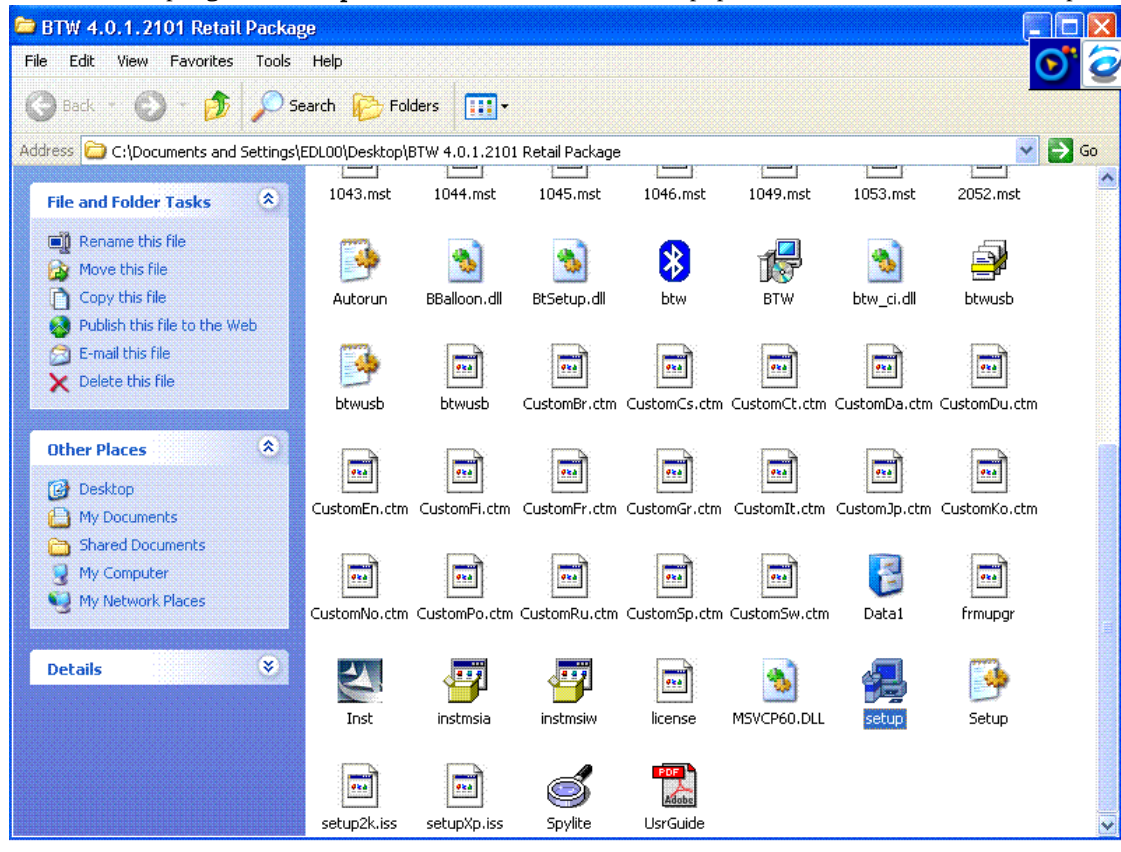 BTW 4.0.1.2101 Retail Package
File Edit View Favorites Tools Help
Back Search Folders
Address C:\Documents and Settings\EDL00\Desktop\BTW 4.0.1.2101 Retail Package Go
File and Folder Tasks
Rename this file
Move this file
Copy this file
Publish this file to the Web
E-mail this file
Delete this file
Other Places
Desktop
My Documents
Shared Documents
My Computer
My Network Places
Details
1043.mst 1044.mst 1045.mst 1046.mst 1049.mst 1053.mst 2052.mst
Autorun BBalloon.dll BtSetup.dll btw BTW btw_ci.dll btwusb
btwusb btwusb CustomBr.ctm CustomCs.ctm CustomCt.ctm CustomDa.ctm CustomDu.ctm
CustomEn.ctm CustomFi.ctm CustomFr.ctm CustomGr.ctm CustomIt.ctm CustomJp.ctm CustomKo.ctm
CustomNo.ctm CustomPo.ctm CustomRu.ctm CustomSp.ctm CustomSw.ctm Data1 frmupgr
Inst instmsia instmsiw license MSVCP60.DLL setup Setup
PDF
Adobe
setup2k.iss setupXp.iss Spylite UsrGuide